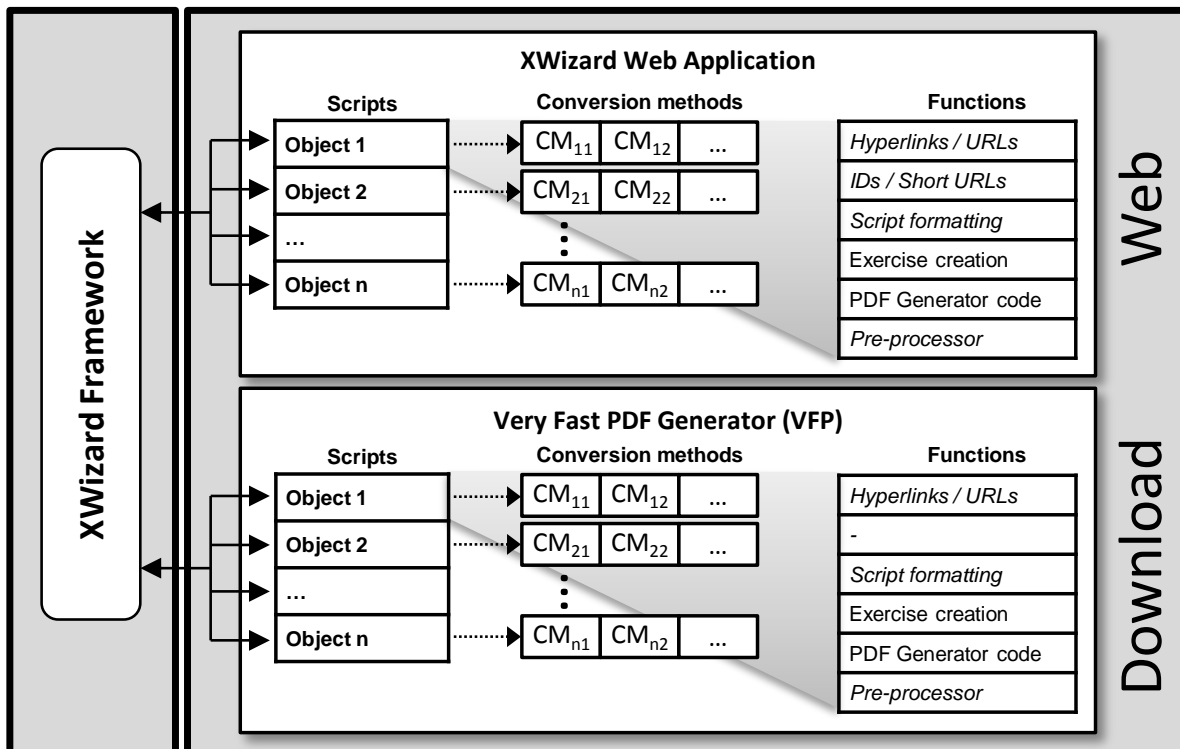 XWizard Framework
XWizard Web Application
Scripts
Conversion methods
Functions
Object 1
CM11 CM12 ...
Object 2
CM21 CM22 ...
...
Object n
CMn1 CMn2 ...
Hyperlinks / URLs
IDs / Short URLs
Script formatting
Exercise creation
PDF Generator code
Pre-processor
Web
Very Fast PDF Generator (VFP)
Scripts
Conversion methods
Functions
Object 1
CM11 CM12 ...
Object 2
CM21 CM22 ...
...
Object n
CMn1 CMn2 ...
Hyperlinks / URLs
-
Script formatting
Exercise creation
PDF Generator code
Pre-processor
Download